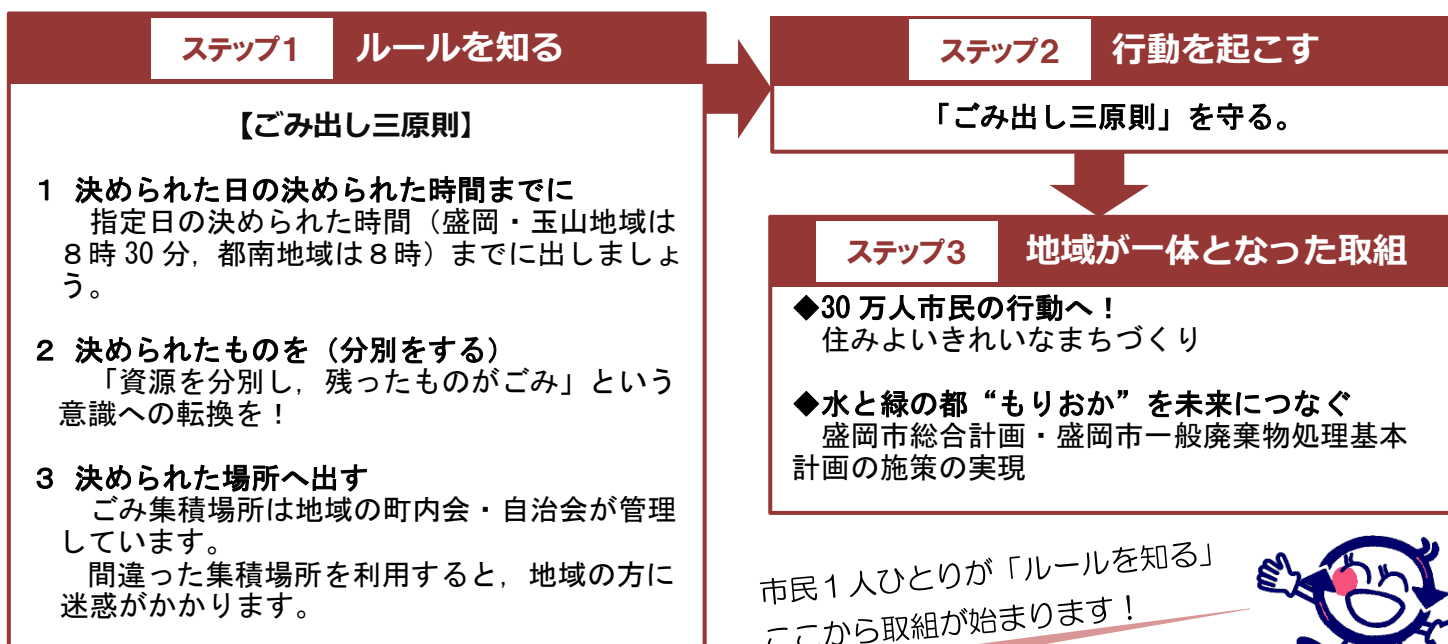 ステップ1 ルールを知る
【ごみ出し三原則】
1 決められた日の決められた時間までに
指定日の決められた時間（盛岡・玉山地域は
８時30分，都南地域は８時）までに出しましょ
う。
2 決められたものを（分別をする）
「資源を分別し，残ったものがごみ」という
意識への転換を！
3 決められた場所へ出す
ごみ集積場所は地域の町内会・自治会が管理
しています。
間違った集積場所を利用すると，地域の方に
迷惑がかかります。
ステップ2 行動を起こす
「ごみ出し三原則」を守る。
ステップ3 地域が一体となった取組
◆30万人市民の行動へ！
住みよいきれいなまちづくり
◆水と緑の都“もりおか”を未来につなぐ
盛岡市総合計画・盛岡市一般廃棄物処理基本
計画の施策の実現
市民１人ひとりが「ルールを知る」
ここから取組が始まります！